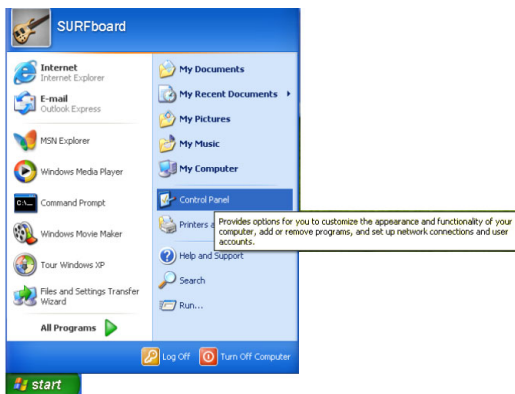 SURFboard
Internet
Internet Explorer
E-mail
Outlook Express
MSN Explorer
Windows Media Player
C:\
Command Prompt
Windows Movie Maker
Tour Windows XP
Files and Settings Transfer
Wizard
All Programs
My Documents
My Recent Documents
My Pictures
My Music
My Computer
Control Panel
Printers a
Provides options for you to customize the appearance and functionality of your
computer, add or remove programs, and set up network connections and user
accounts.
Help and Support
Search
Run...
Log Off
Turn Off Computer
start